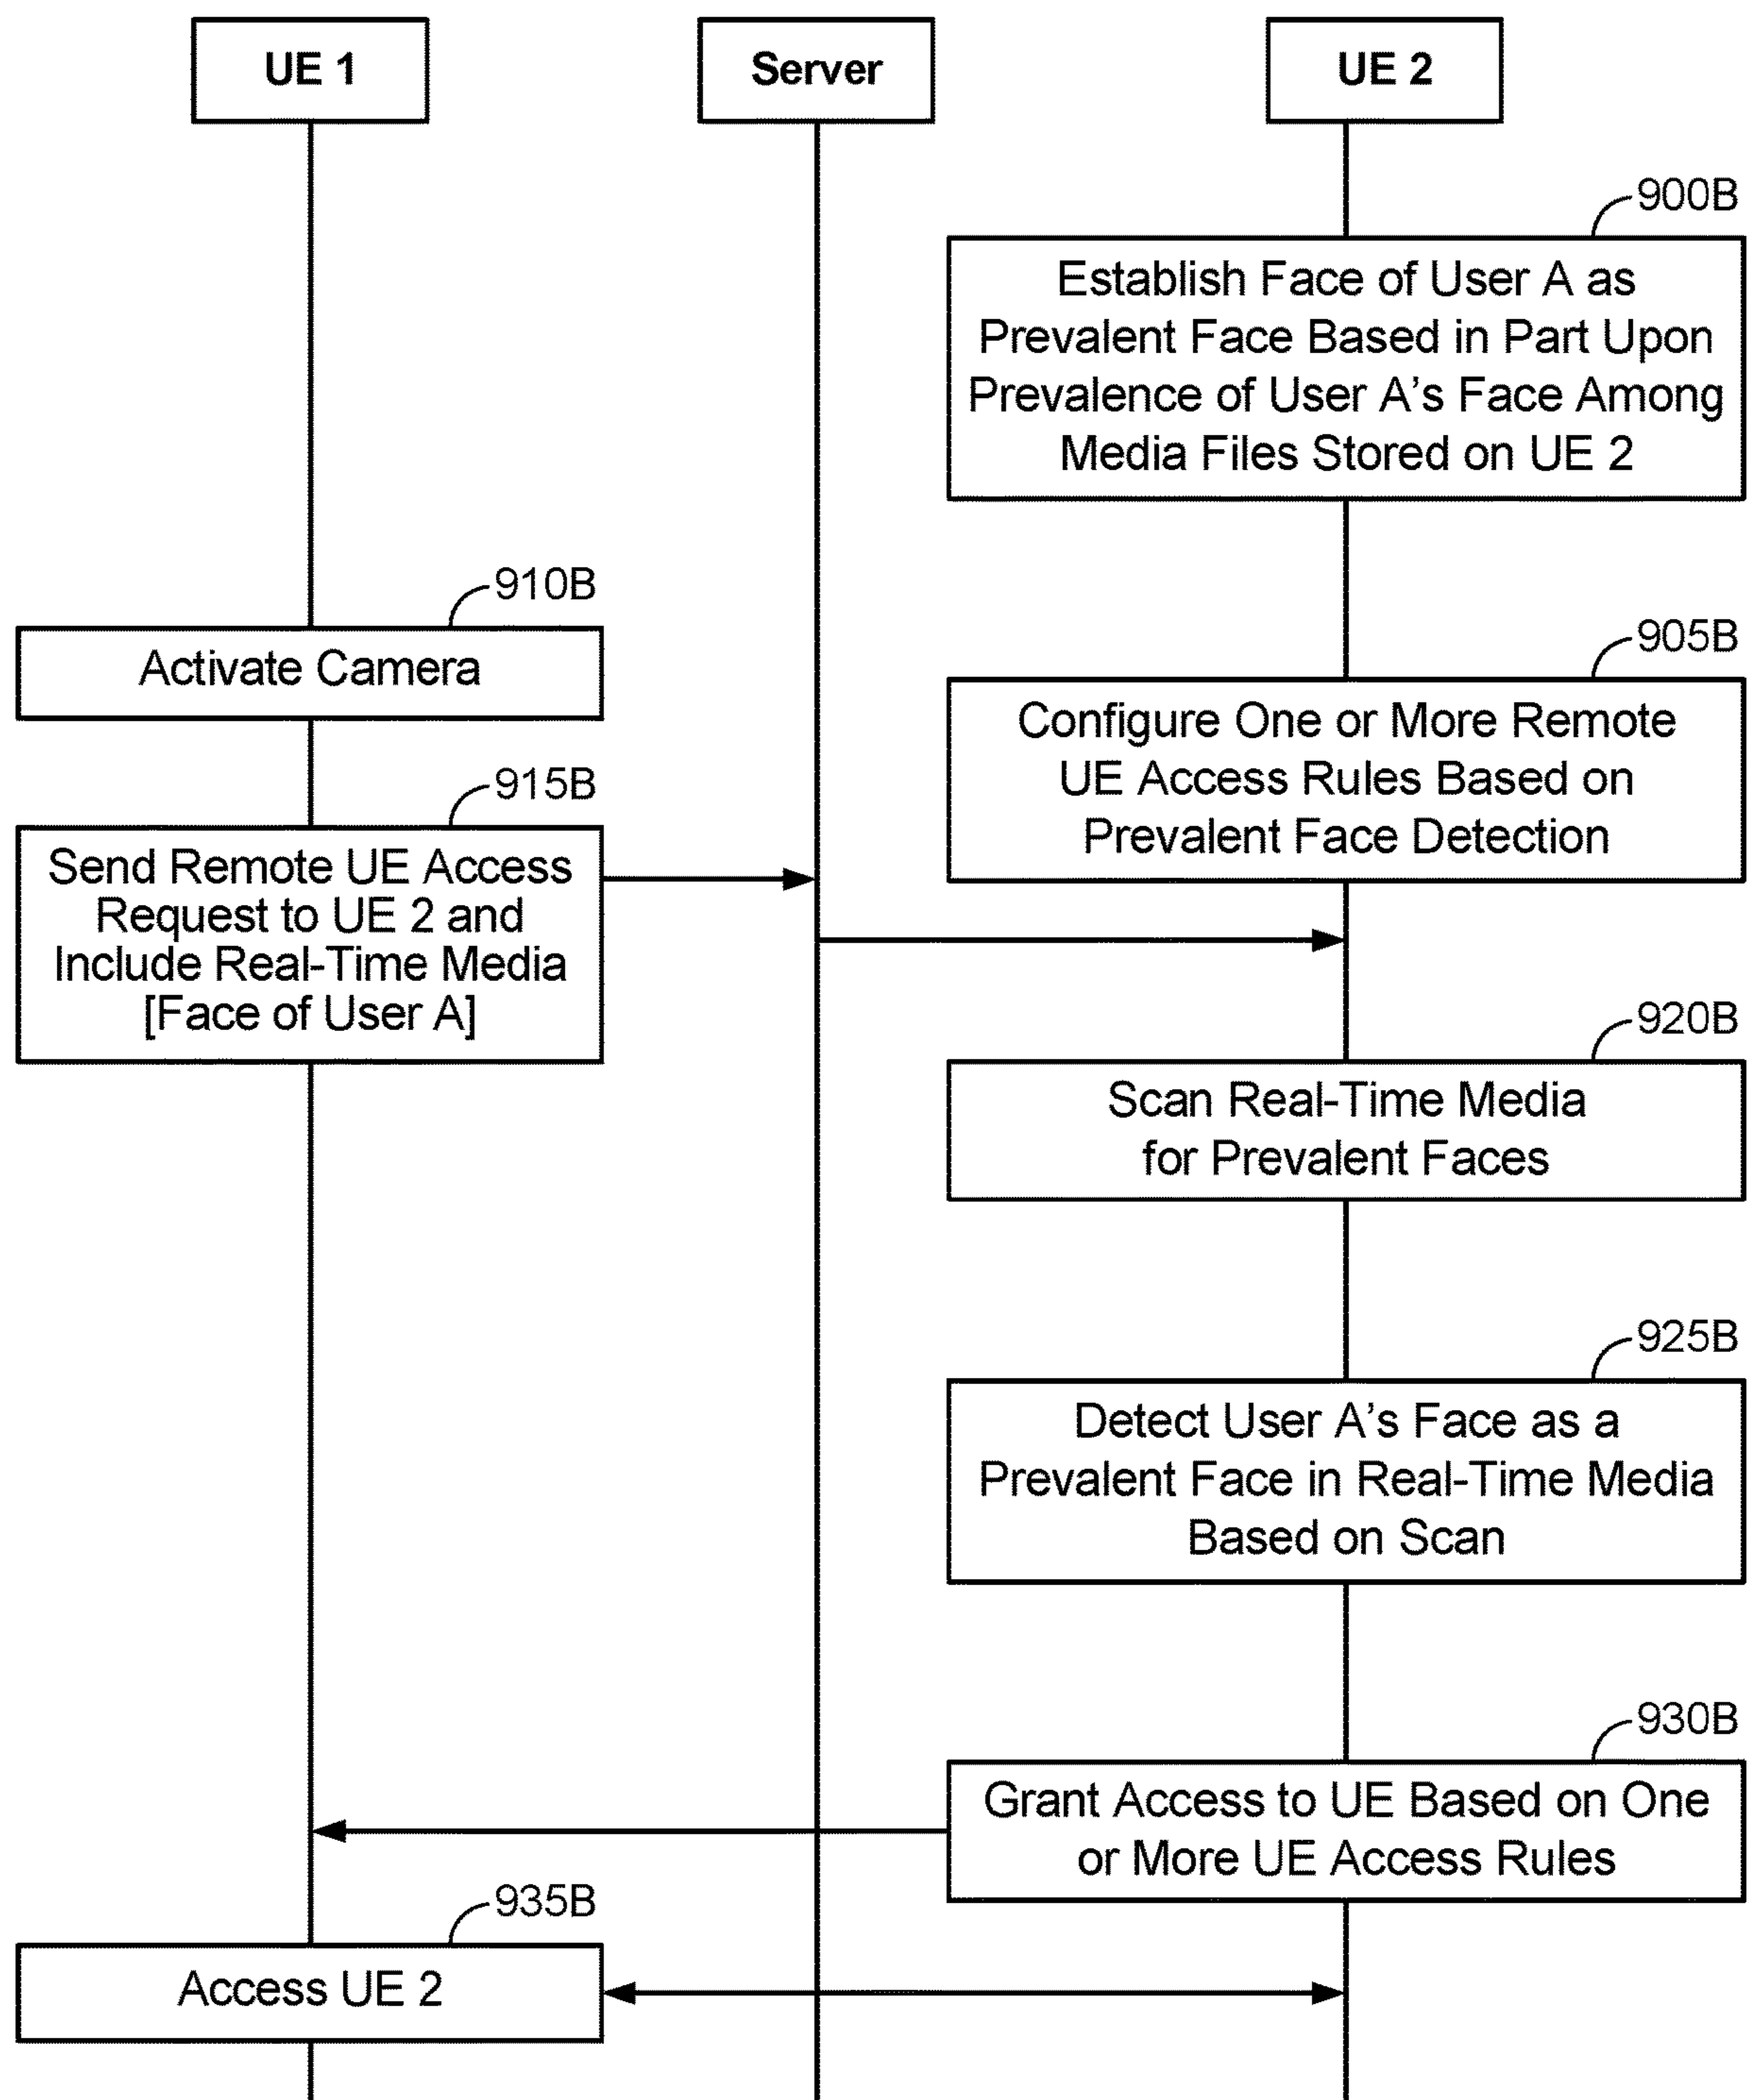 UE 1
Server
UE 2
900B
Establish Face of User A as
Prevalent Face Based in Part Upon
Prevalence of User A's Face Among
Media Files Stored on UE 2
910B
Activate Camera
905B
Configure One or More Remote
UE Access Rules Based on
Prevalent Face Detection
915B
Send Remote UE Access
Request to UE 2 and
Include Real-Time Media
[Face of User A]
920B
Scan Real-Time Media
for Prevalent Faces
925B
Detect User A's Face as a
Prevalent Face in Real-Time Media
Based on Scan
930B
Grant Access to UE Based on One
or More UE Access Rules
935B
Access UE 2